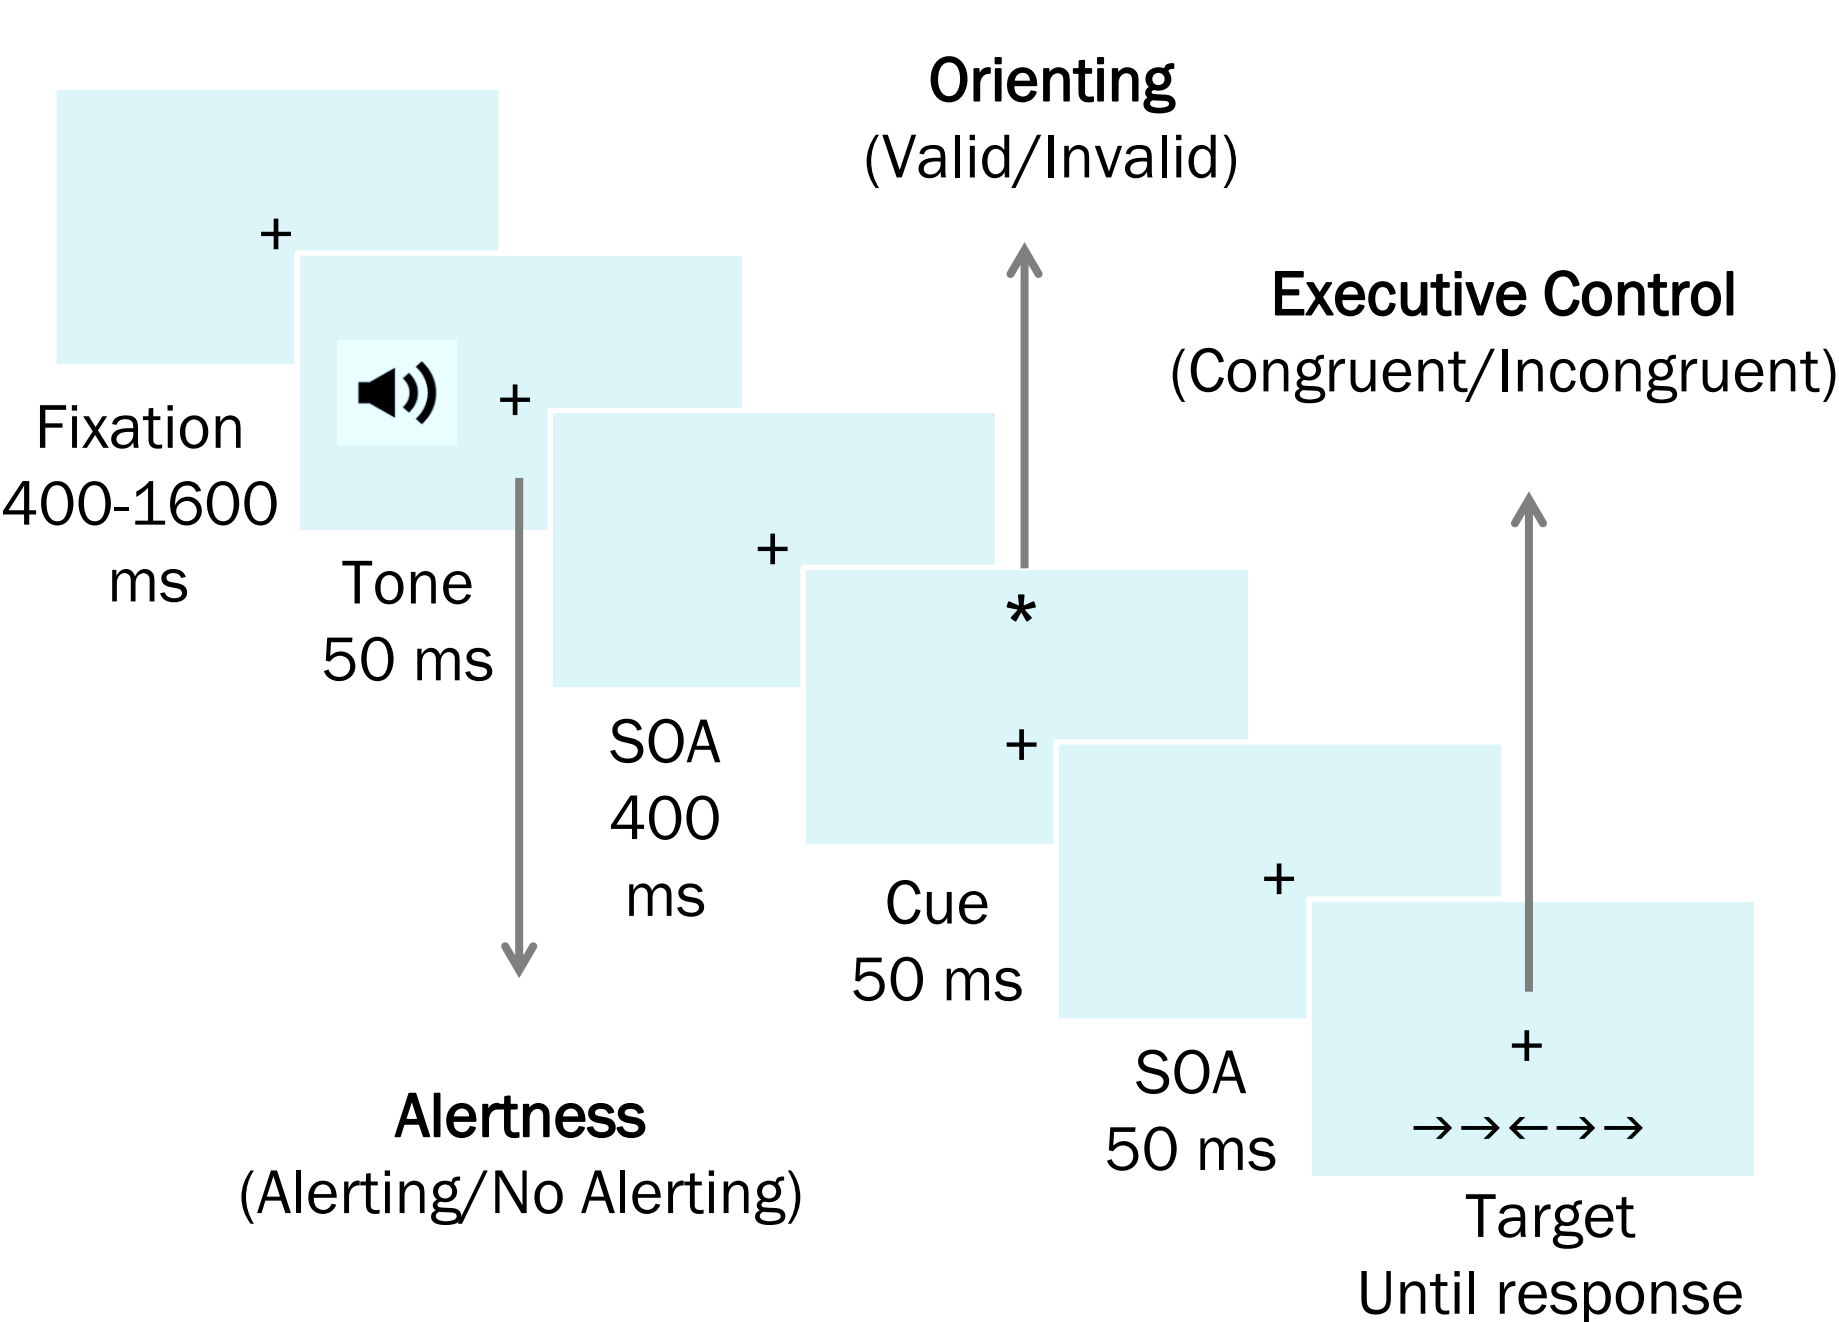 Orienting
(Valid/Invalid)
Executive Control
(Congruent/Incongruent)
+
Fixation
400-1600
ms
+
Tone
50 ms
+
SOA
400
ms
*
+
Cue
50 ms
+
SOA
50 ms
+
→→←→→
Target
Until response
Alertness
(Alerting/No Alerting)